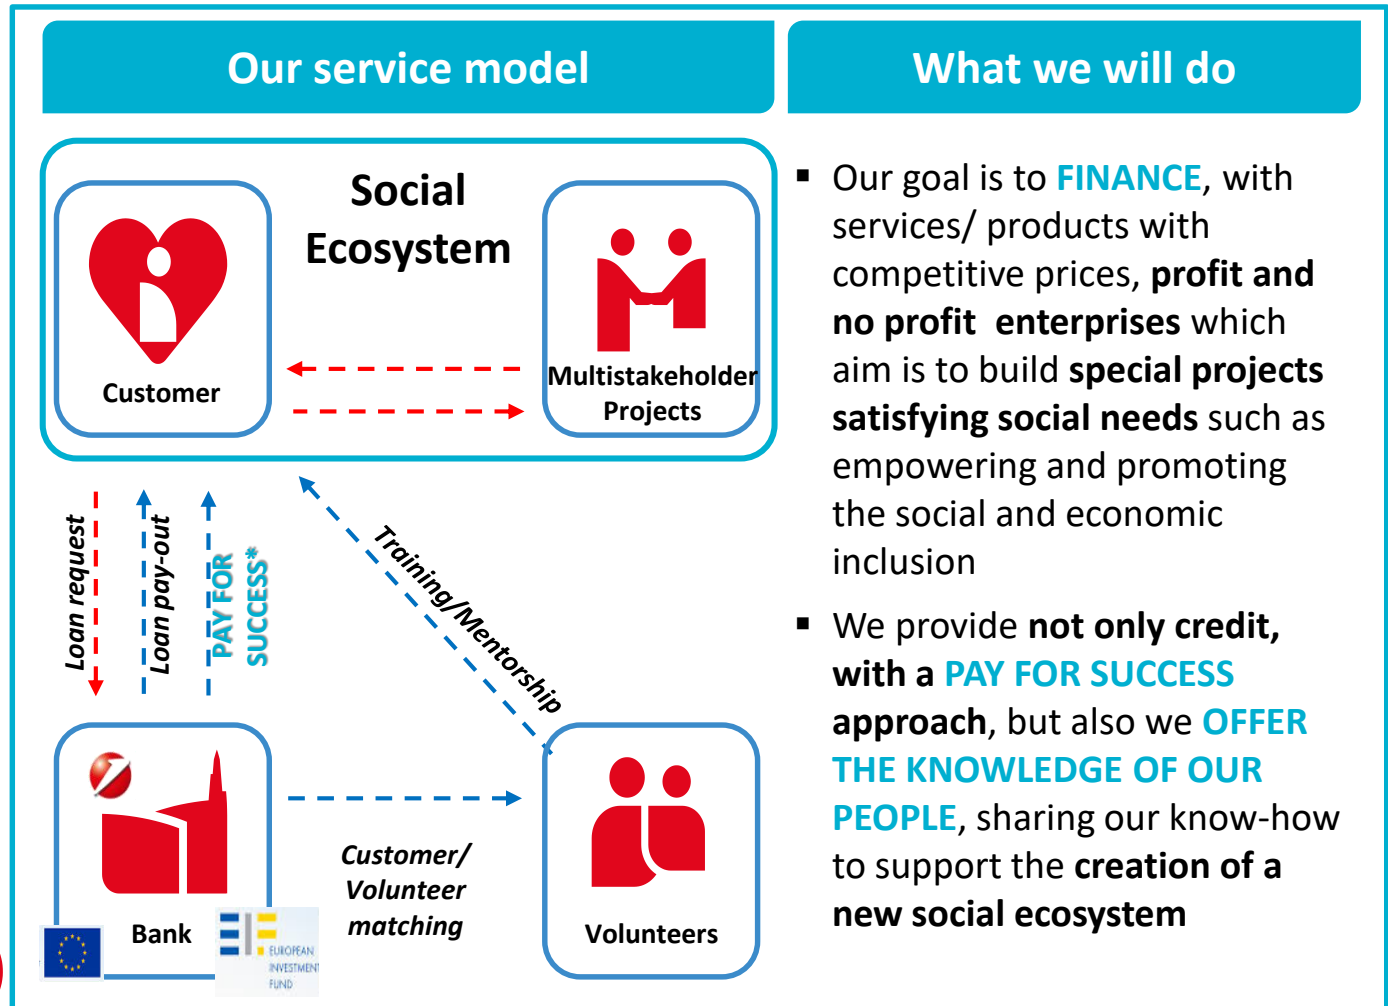 Our service model
What we will do
Social
Ecosystem
Customer
Multistakeholder
Projects
Loan request
Loan pay-out
PAY FOR
SUCCESS*
Training/Mentorship
Customer/
Volunteer
matching
Bank
EIF
EUROPEAN
INVESTMENT
FUND
Volunteers
▪ Our goal is to FINANCE, with
services/ products with
competitive prices, profit and
no profit enterprises which
aim is to build special projects
satisfying social needs such as
empowering and promoting
the social and economic
inclusion
▪ We provide not only credit,
with a PAY FOR SUCCESS
approach, but also we OFFER
THE KNOWLEDGE OF OUR
PEOPLE, sharing our know-how
to support the creation of a
new social ecosystem